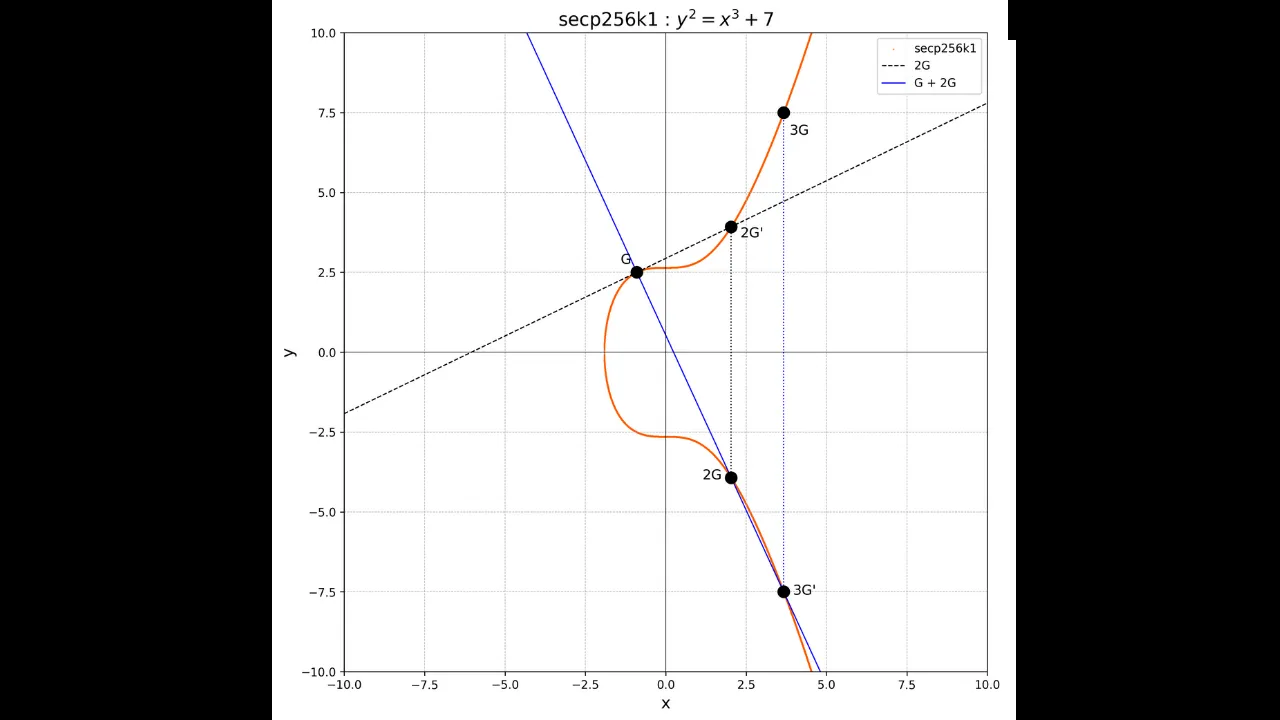 secp256k1 : y² = x³ + 7
secp256k1
2G
G + 2G
10.0
7.5
5.0
2.5
0.0
−2.5
−5.0
−7.5
−10.0
y
3G
2G'
G
2G
3G'
−10.0 −7.5 −5.0 −2.5 0.0 2.5 5.0 7.5 10.0
x